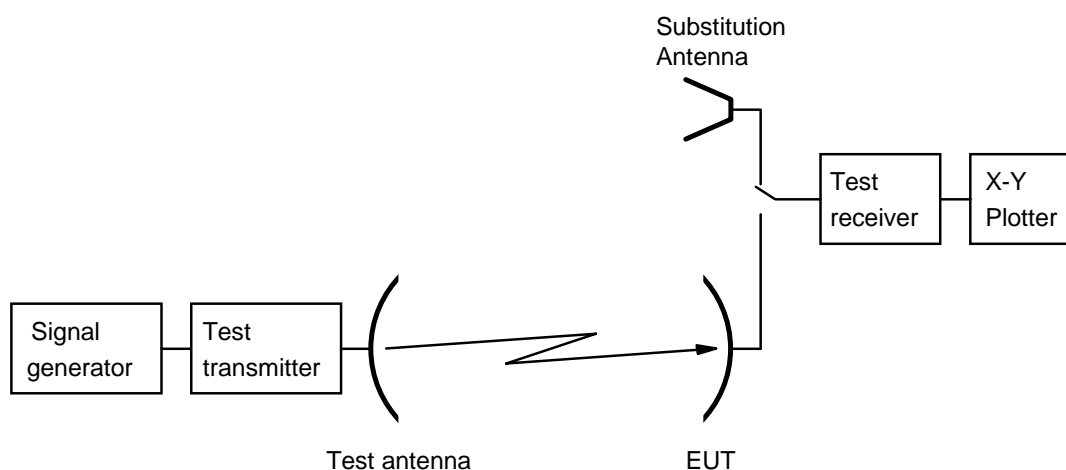 Substitution
Antenna
Test
receiver
X-Y
Plotter
Signal
generator
Test
transmitter
Test antenna
EUT